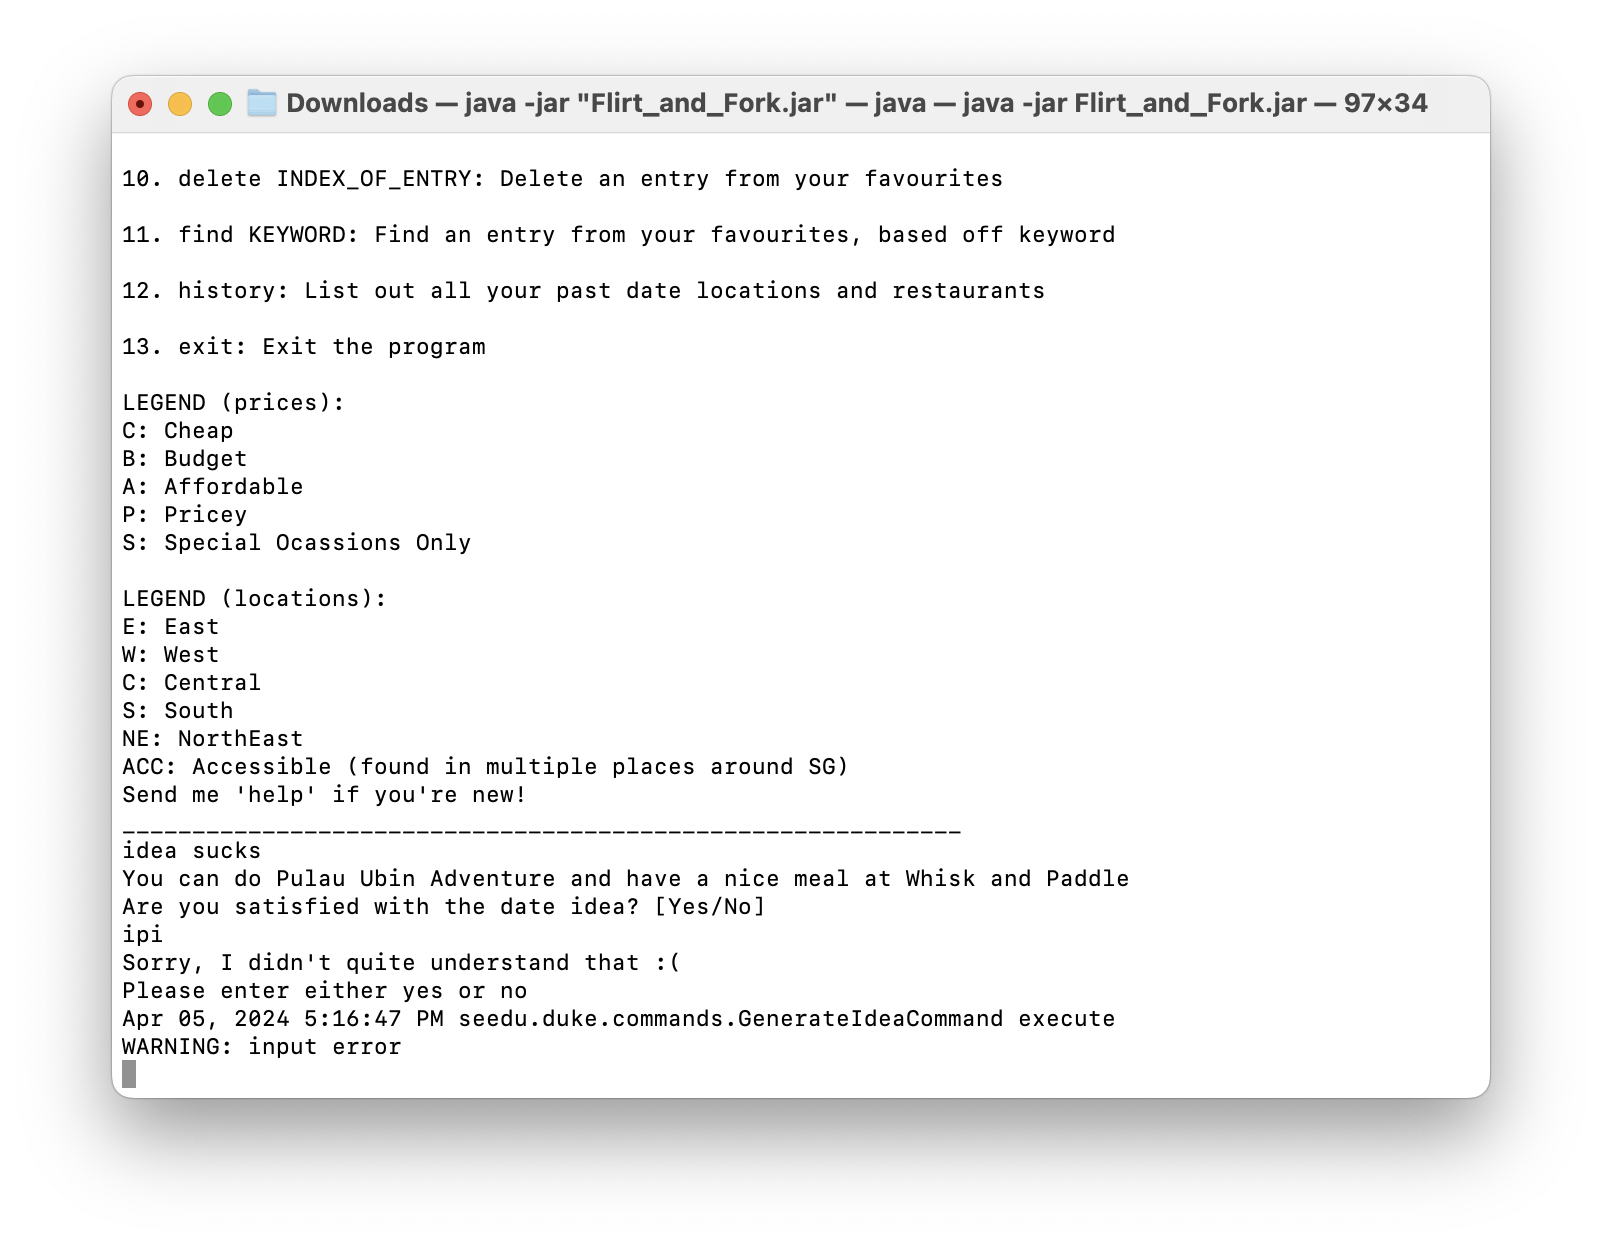 Downloads — java -jar "Flirt_and_Fork.jar" — java — java -jar Flirt_and_Fork.jar — 97×34
10. delete INDEX_OF_ENTRY: Delete an entry from your favourites
11. find KEYWORD: Find an entry from your favourites, based off keyword
12. history: List out all your past date locations and restaurants
13. exit: Exit the program
LEGEND (prices):
C: Cheap
B: Budget
A: Affordable
P: Pricey
S: Special Ocassions Only
LEGEND (locations):
E: East
W: West
C: Central
S: South
NE: NorthEast
ACC: Accessible (found in multiple places around SG)
Send me 'help' if you're new!
____________________________________________________________
idea sucks
You can do Pulau Ubin Adventure and have a nice meal at Whisk and Paddle
Are you satisfied with the date idea? [Yes/No]
ipi
Sorry, I didn't quite understand that :(
Please enter either yes or no
Apr 05, 2024 5:16:47 PM seedu.duke.commands.GenerateIdeaCommand execute
WARNING: input error